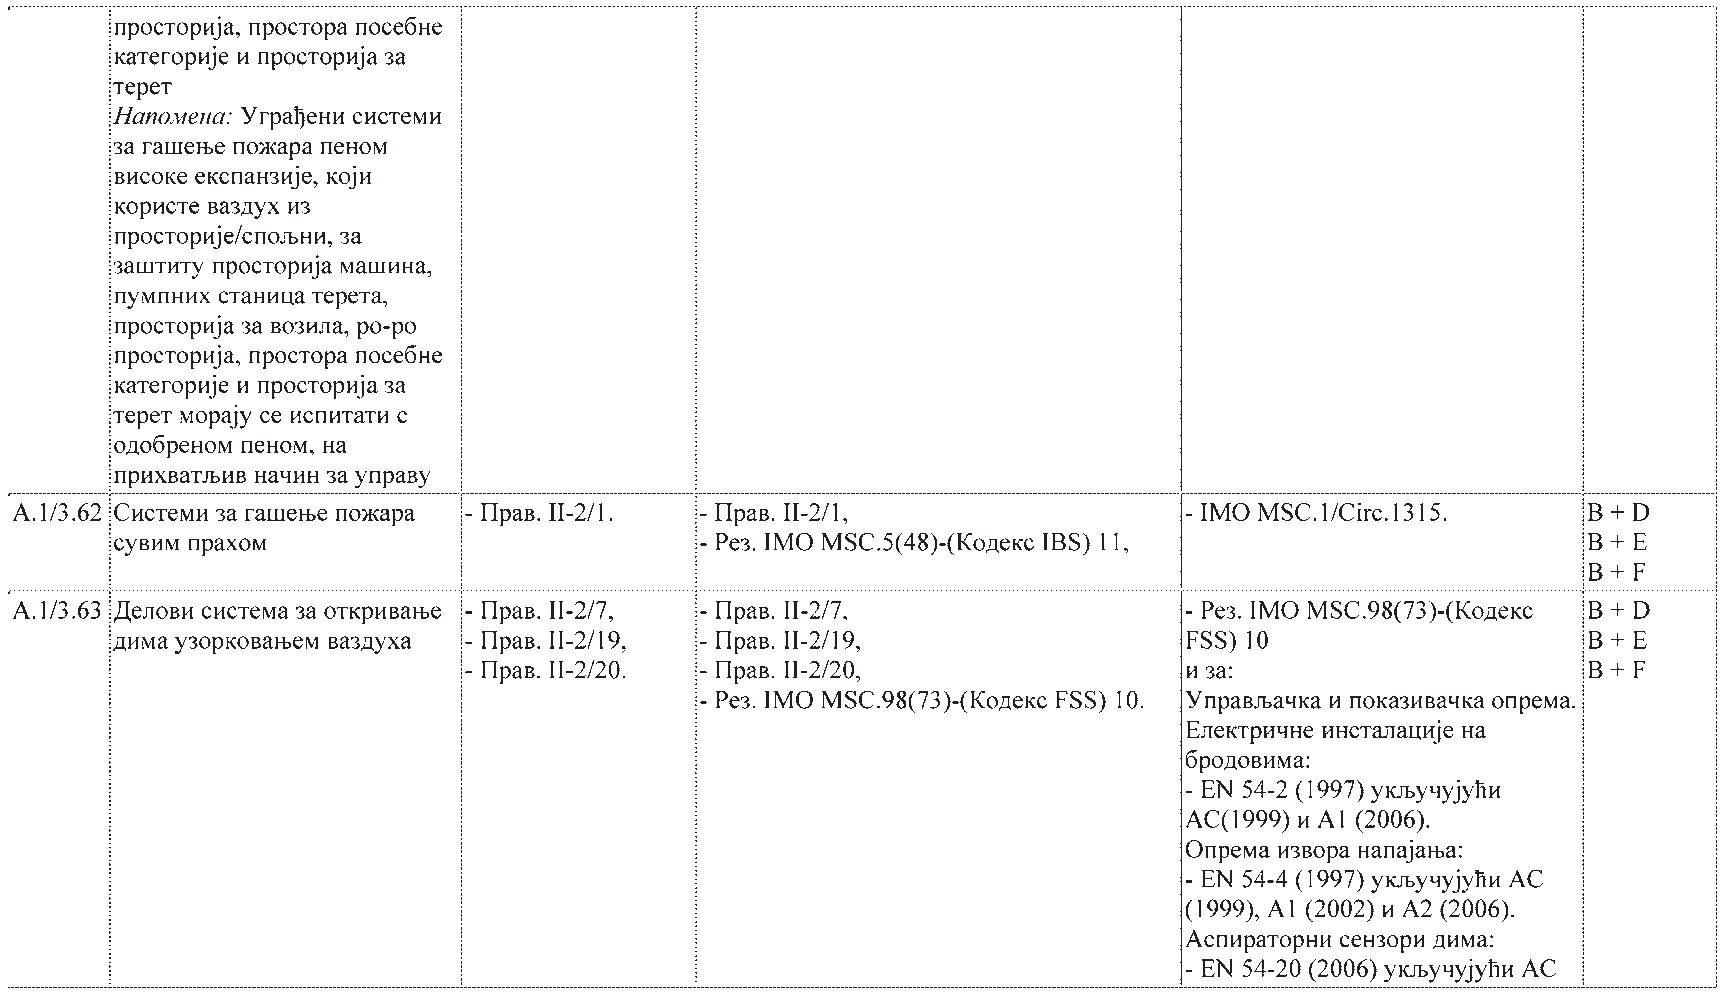 просторија, простора посебне
категорије и просторија за
терет
Напомена: Уграђени системи
за гашење пожара пеном
високе експанзије, који
користе ваздух из
просторије/спољни, за
заштиту просторија машина,
пумпних станица терета,
просторија за возила, ро-ро
просторија, простора посебне
категорије и просторија за
терет морају се испитати с
одобреном пеном, на
прихватљив начин за управу
А.1/3.62
Системи за гашење пожара
сувим прахом
- Прав. II-2/1.
- Прав. II-2/1,
- Рез. IMO MSC.5(48)-(Кодекс IBS) 11,
- IMO MSC.1/Circ.1315.
B + D
B + E
B + F
А.1/3.63
Делови система за откривање
дима узорковањем ваздуха
- Прав. II-2/7,
- Прав. II-2/19,
- Прав. II-2/20.
- Прав. II-2/7,
- Прав. II-2/19,
- Прав. II-2/20,
- Рез. IMO MSC.98(73)-(Кодекс FSS) 10.
- Рез. IMO MSC.98(73)-(Кодекс
FSS) 10
и за:
Управљачка и показивачка опрема.
Електричне инсталације на
бродовима:
- EN 54-2 (1997) укључујући
AC(1999) и A1 (2006).
Опрема извора напајања:
- EN 54-4 (1997) укључујући AC
(1999), A1 (2002) и A2 (2006).
Аспираторни сензори дима:
- EN 54-20 (2006) укључујући AC
B + D
B + E
B + F